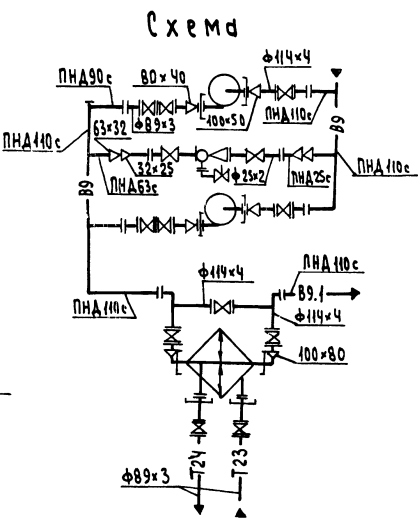 Схема
ПНД90с
80×40
ф114×4
63×32
ф89×3
100×50
ПНД110с
ПНД110с
В9
ПНД110с
32×25
ПНД63с
ф25×2
ПНД25с
В9
ф114×4
ПНД110с
ПНД110с
В9.1
ф114×4
100×80
Т24
Т23
ф89×3